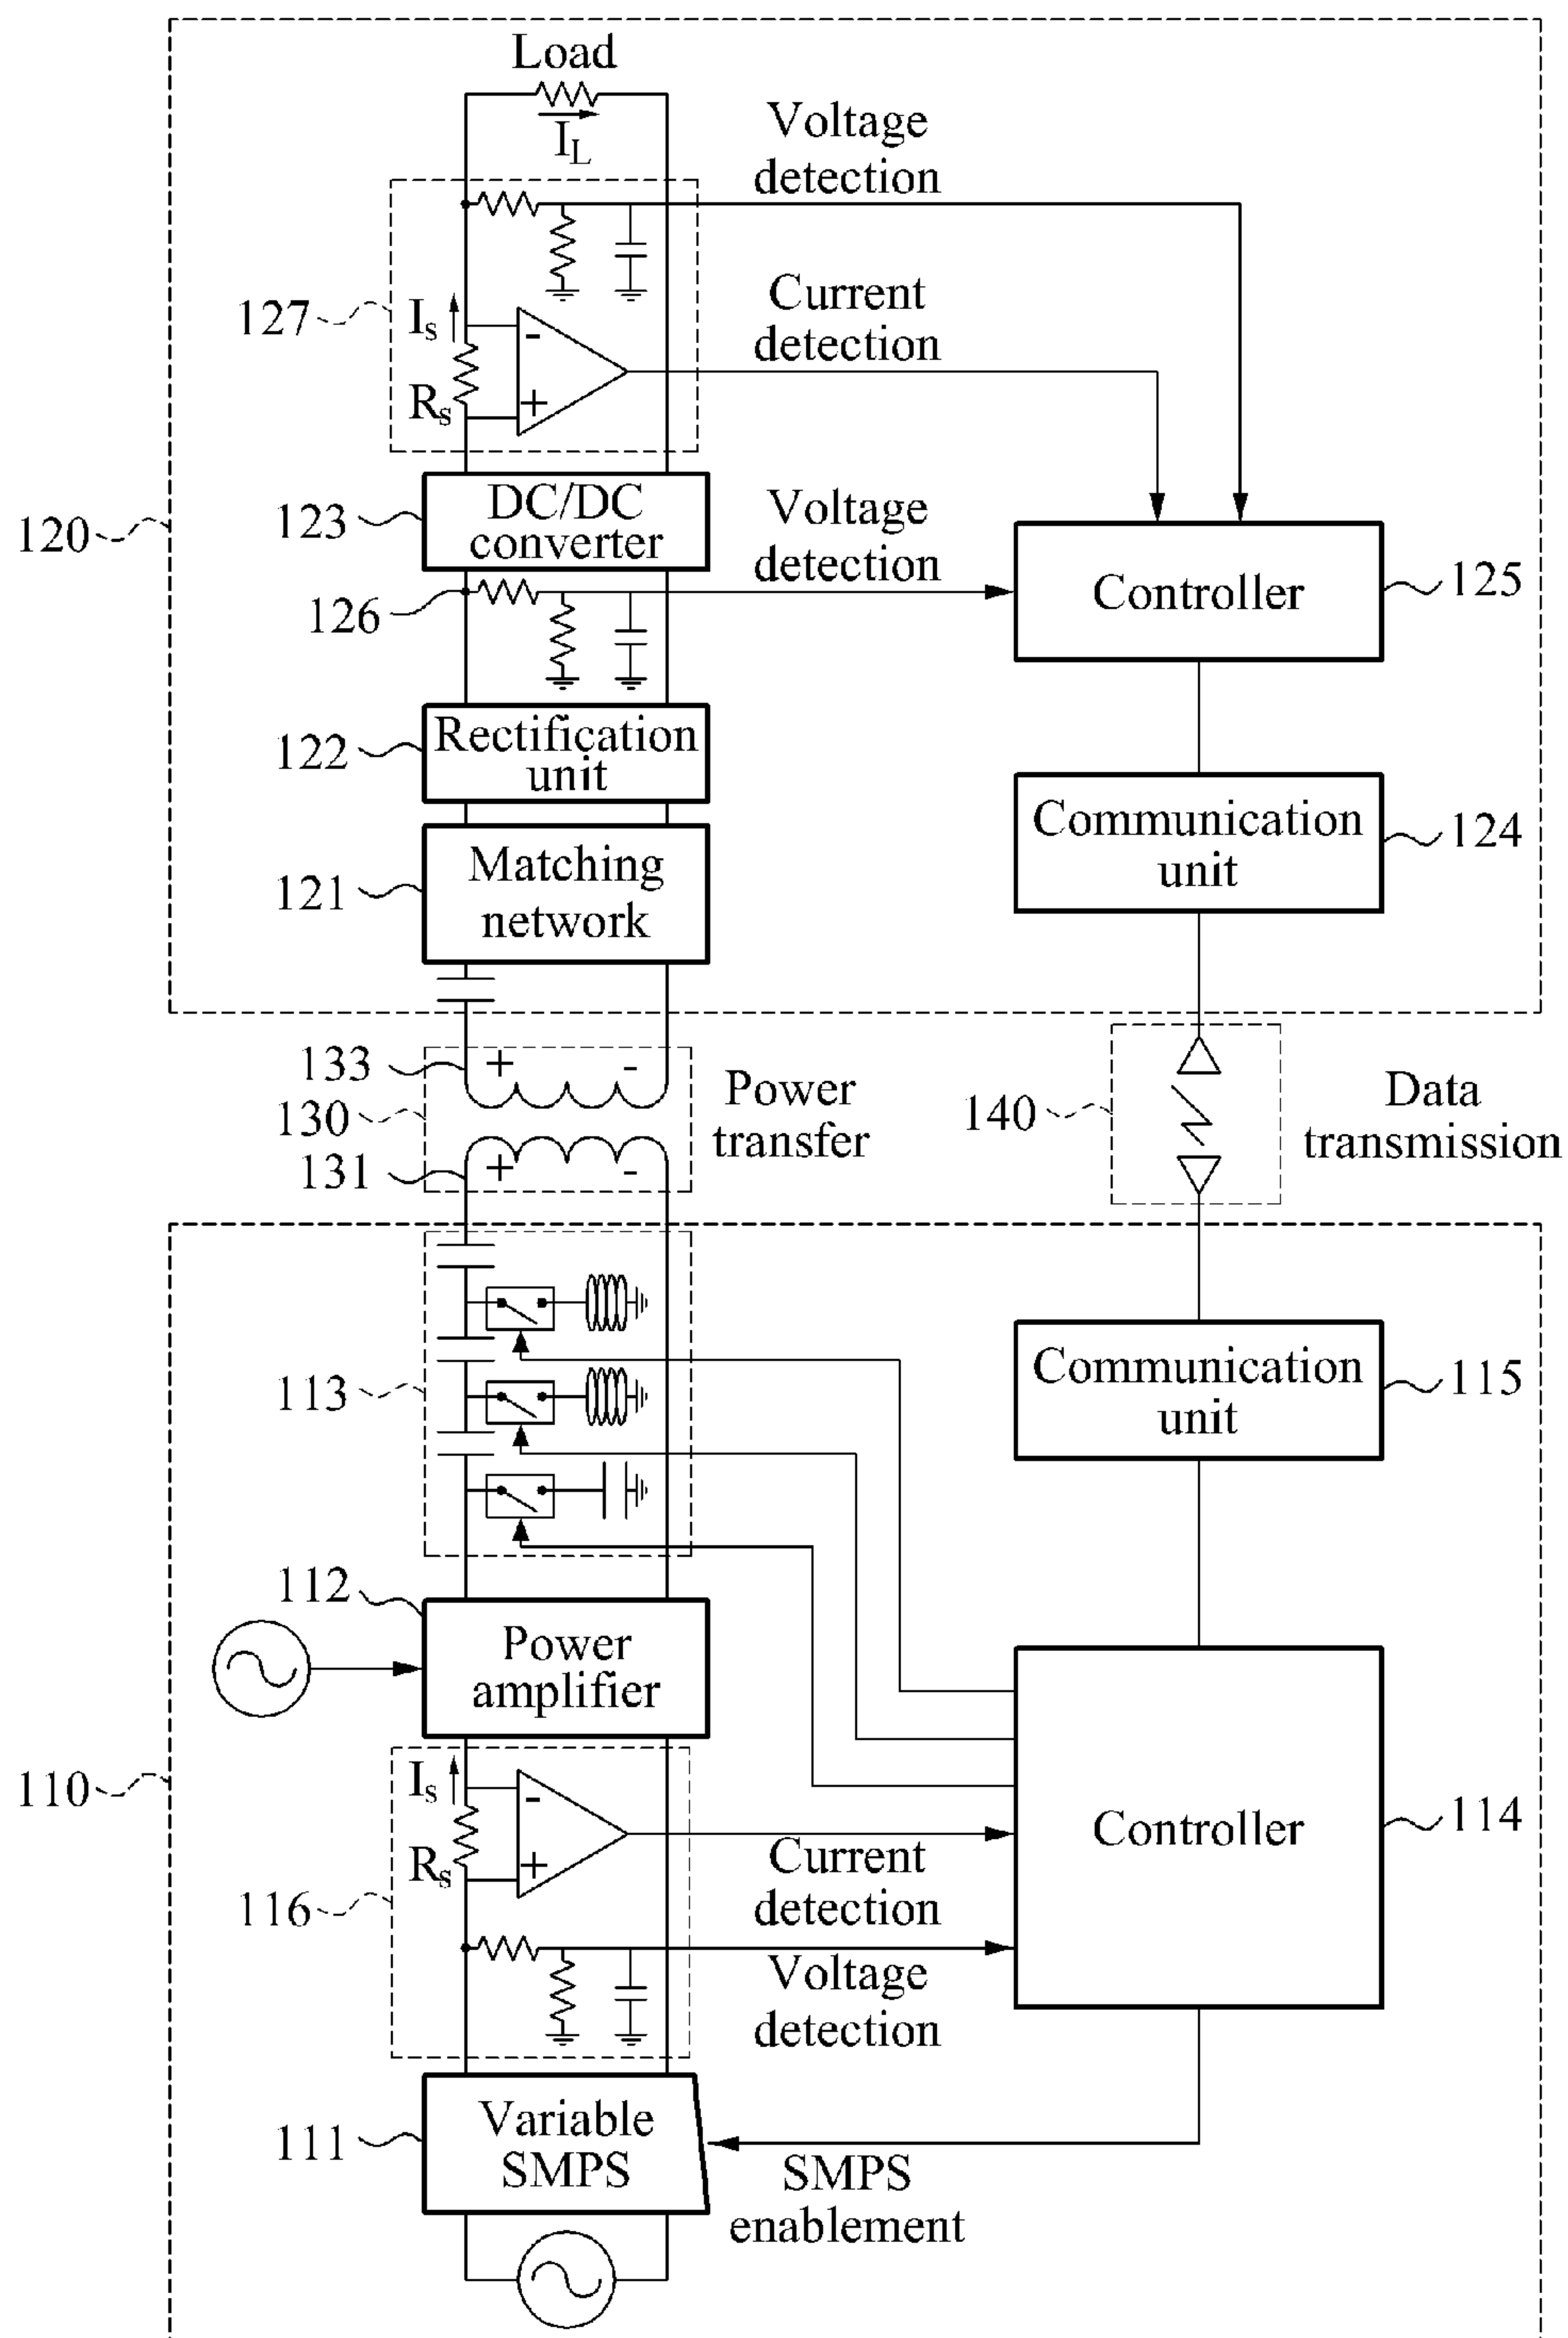 Load
I_L
Voltage
detection
127
I_s
-
Current
detection
R_s
+
123
DC/DC
converter
Voltage
detection
120
126
Controller
125
122
Rectification
unit
121
Matching
network
Communication
unit
124
133
+ -
130
Power
transfer
140
Data
transmission
131
+ -
113
Communication
unit
115
112
Power
amplifier
110
I_s
-
R_s
+
Controller
114
116
Current
detection
Voltage
detection
111
Variable
SMPS
SMPS
enablement